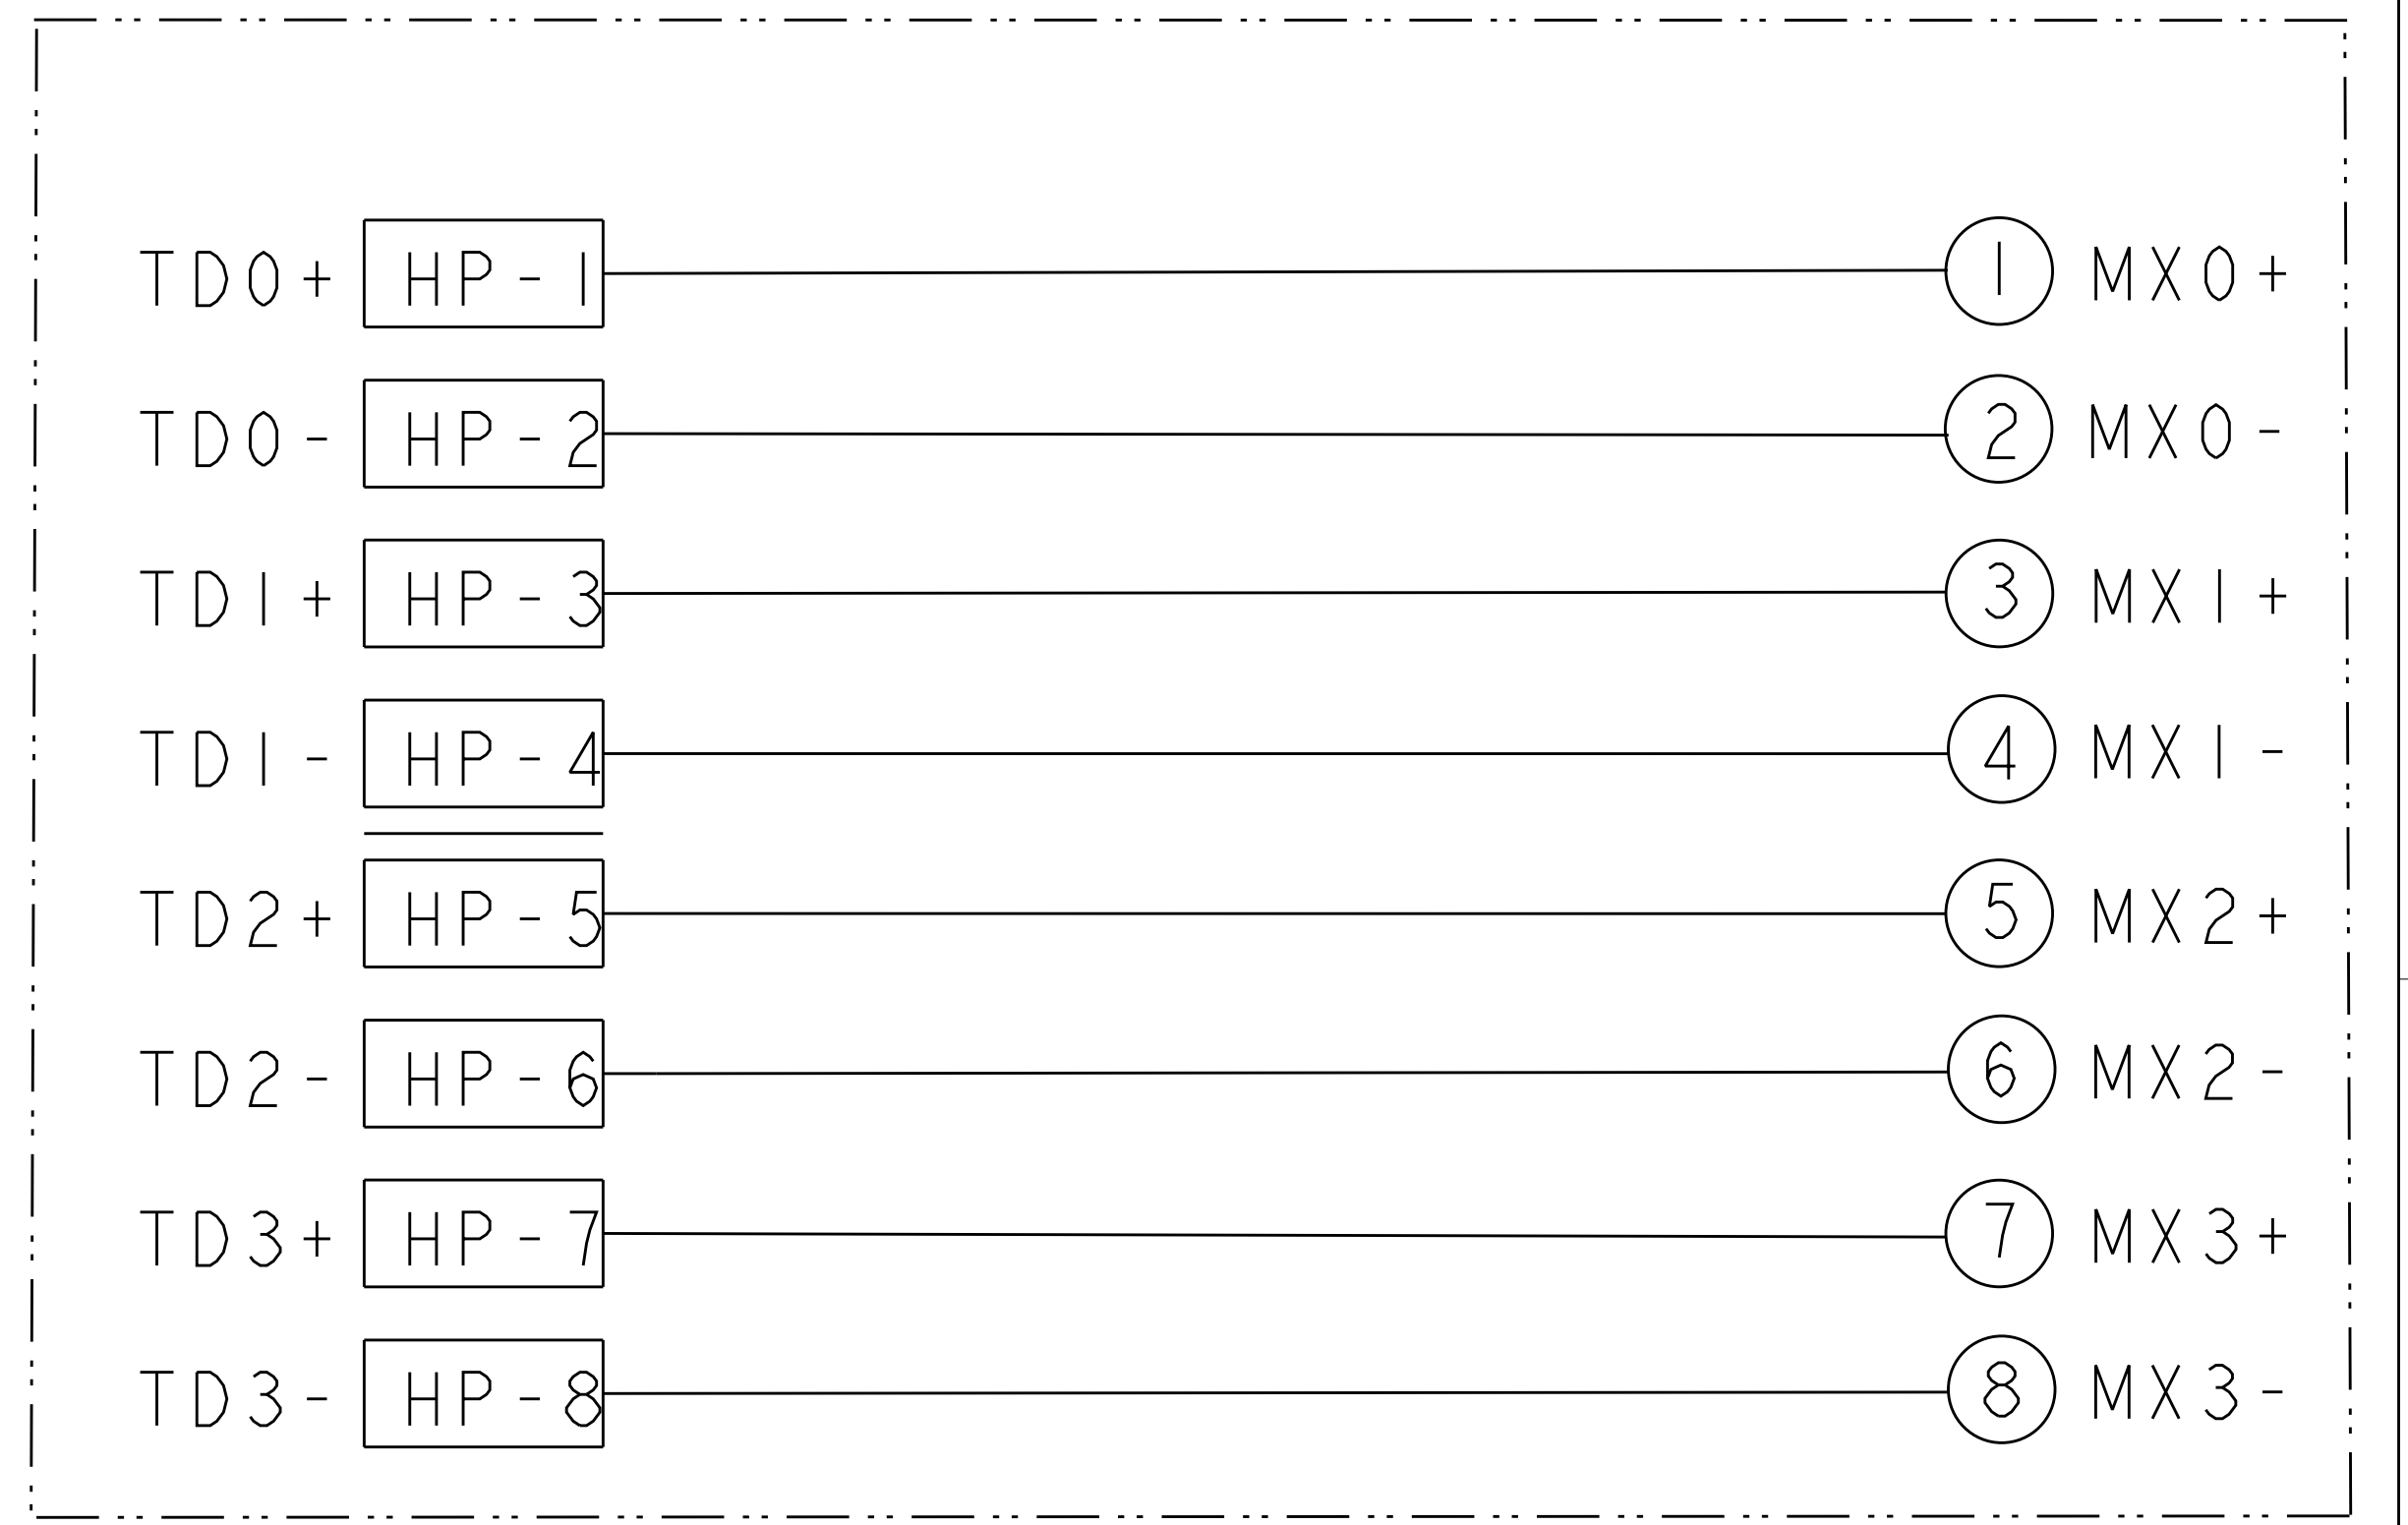 TD0+ HP-1 1 MX0+
TD0- HP-2 2 MX0-
TD1+ HP-3 3 MX1+
TD1- HP-4 4 MX1-
TD2+ HP-5 5 MX2+
TD2- HP-6 6 MX2-
TD3+ HP-7 7 MX3+
TD3- HP-8 8 MX3-